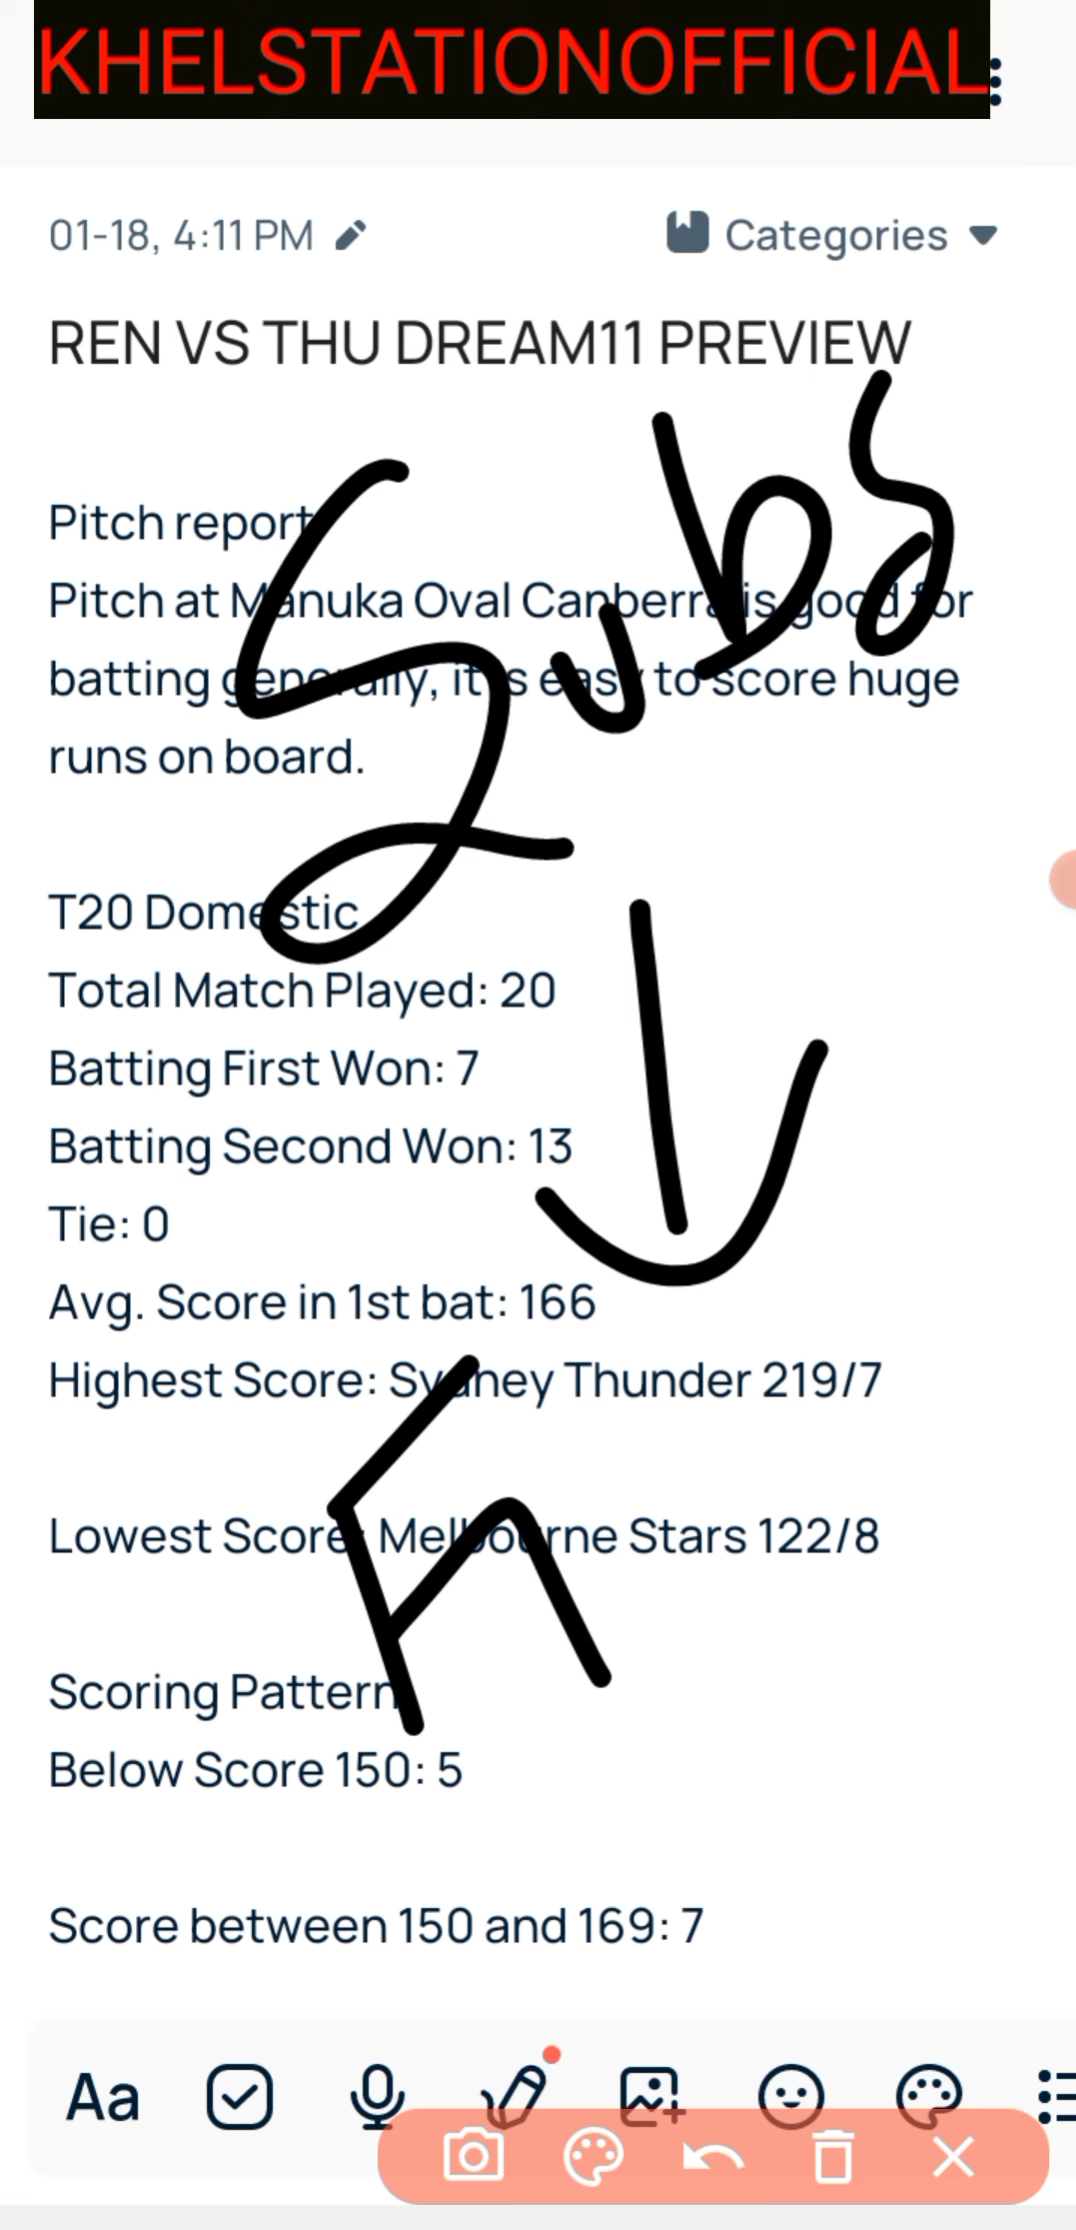 KHELSTATIONOFFICIAL
01-18, 4:11 PM Categories
REN VS THU DREAM11 PREVIEW
Pitch report
Pitch at Manuka Oval Canberra is good for
batting generally, it is easy to score huge
runs on board.
T20 Domestic
Total Match Played: 20
Batting First Won: 7
Batting Second Won: 13
Tie: 0
Avg. Score in 1st bat: 166
Highest Score: Sydney Thunder 219/7
Lowest Score: Melbourne Stars 122/8
Scoring Pattern
Below Score 150: 5
Score between 150 and 169: 7
Aa
Subs